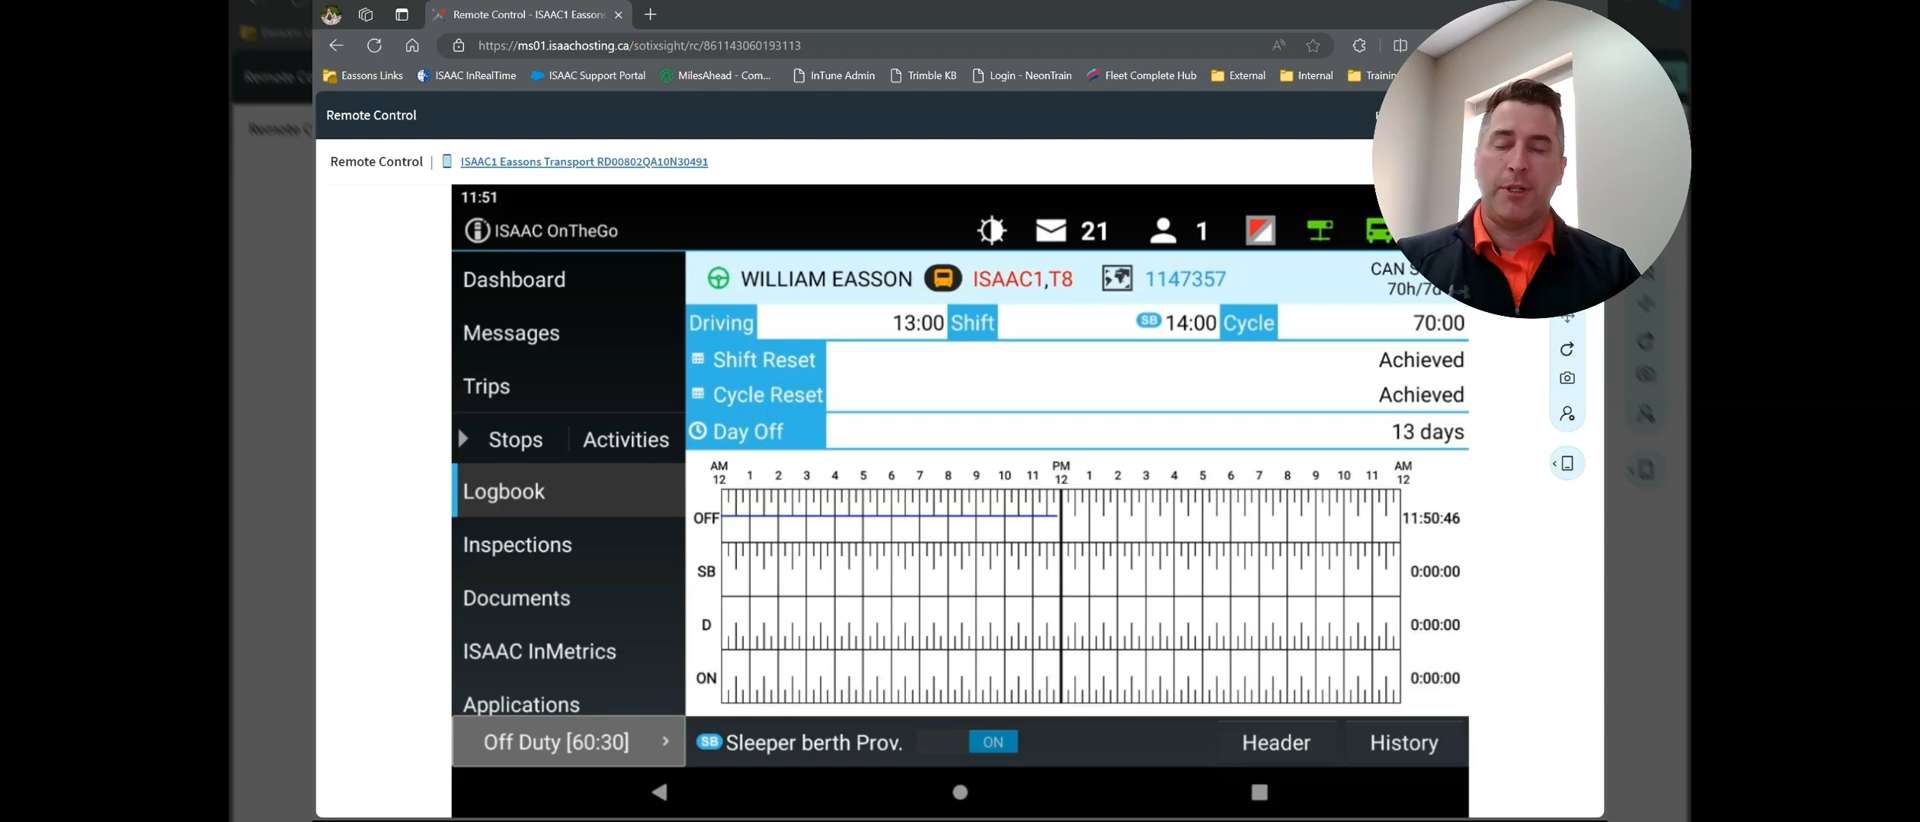 Remote Control - ISAAC1 Easson
https://ms01.isaachosting.ca/sotixsight/rc/861143060193113
Eassons Links ISAAC InRealTime ISAAC Support Portal MilesAhead - Com... InTune Admin Trimble KB Login - NeonTrain Fleet Complete Hub External Internal Trainin
Remote Control
Remote Control | ISAAC1 Eassons Transport RD00802QA10N30491
11:51
ISAAC OnTheGo 21 1
Dashboard
Messages
Trips
Stops Activities
Logbook
Inspections
Documents
ISAAC InMetrics
Applications
Off Duty [60:30]
WILLIAM EASSON ISAAC1,T8 1147357 CAN S
70h/7d
Driving 13:00 Shift SB 14:00 Cycle 70:00
Shift Reset Achieved
Cycle Reset Achieved
Day Off 13 days
AM PM AM
12 1 2 3 4 5 6 7 8 9 10 11 12 1 2 3 4 5 6 7 8 9 10 11 12
OFF 11:50:46
SB 0:00:00
D 0:00:00
ON 0:00:00
SB Sleeper berth Prov. ON Header History